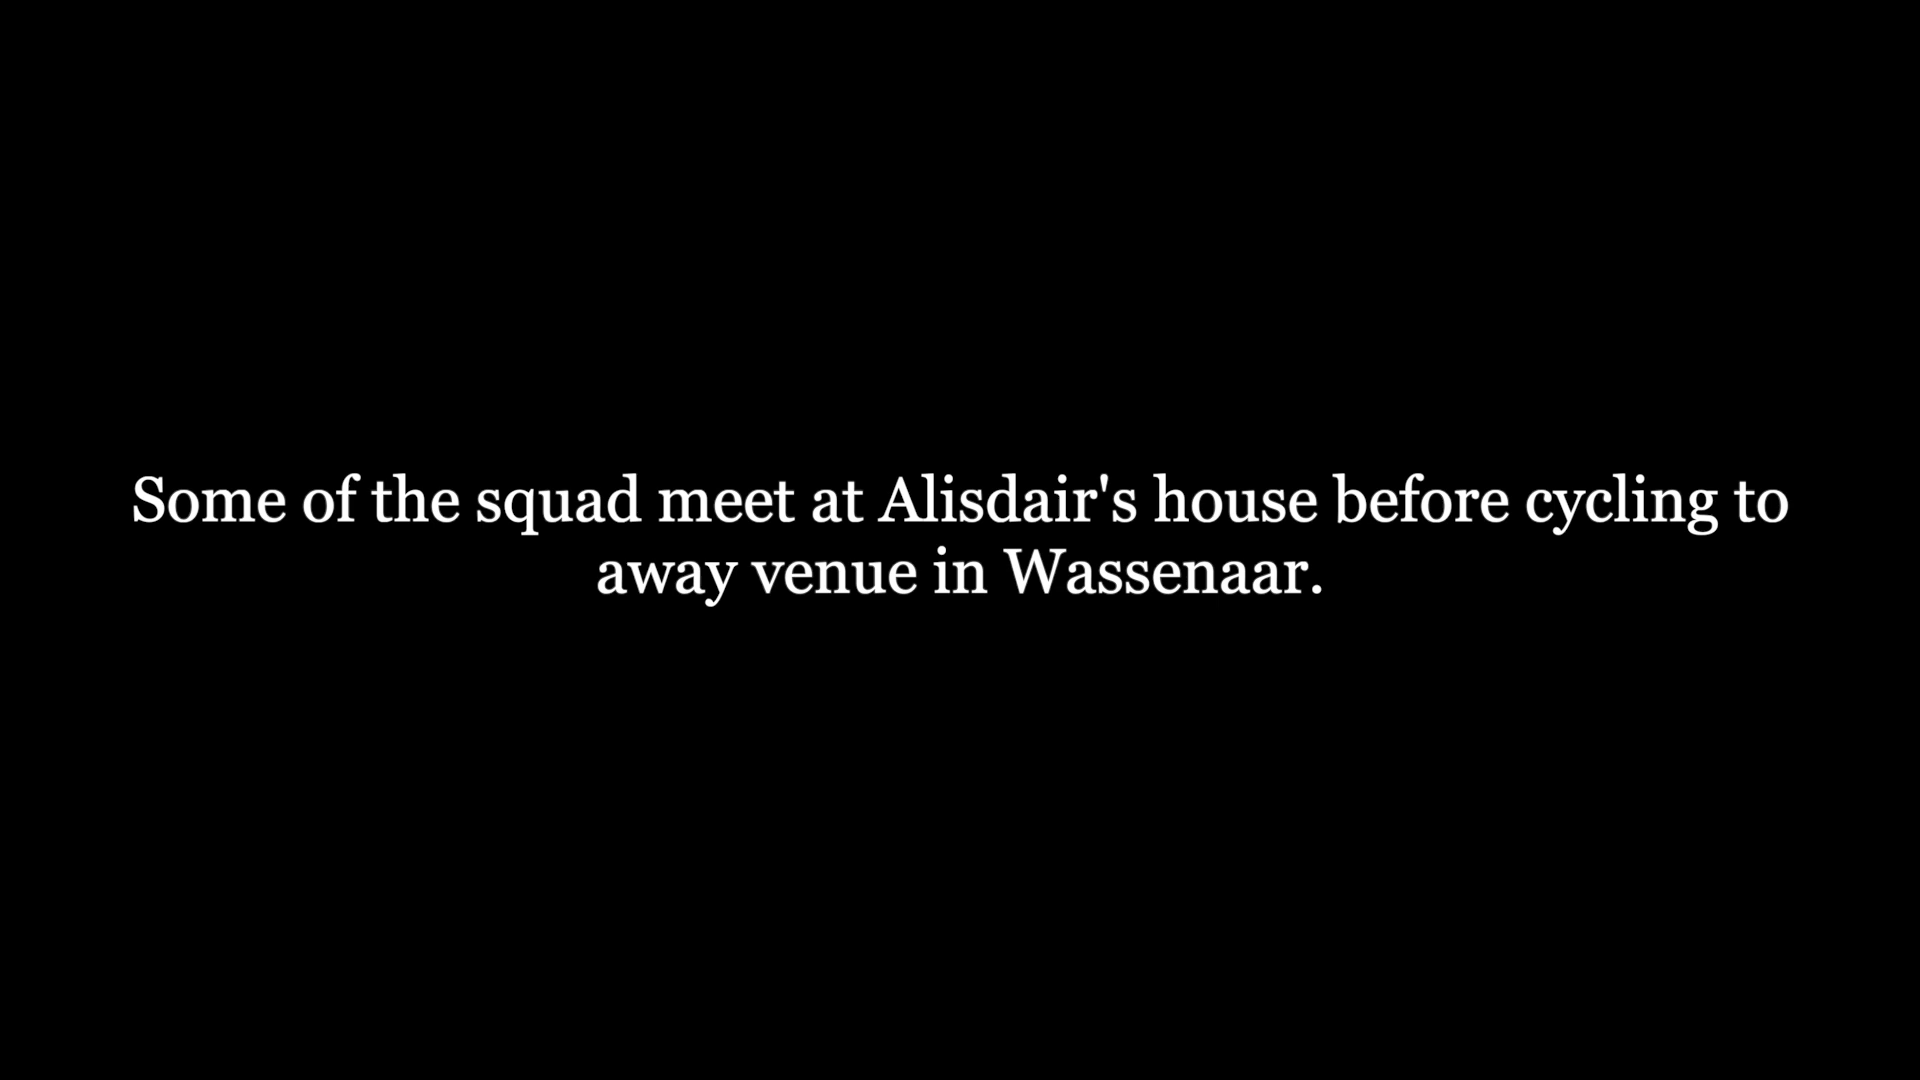 Some of the squad meet at Alisdair's house before cycling to
away venue in Wassenaar.